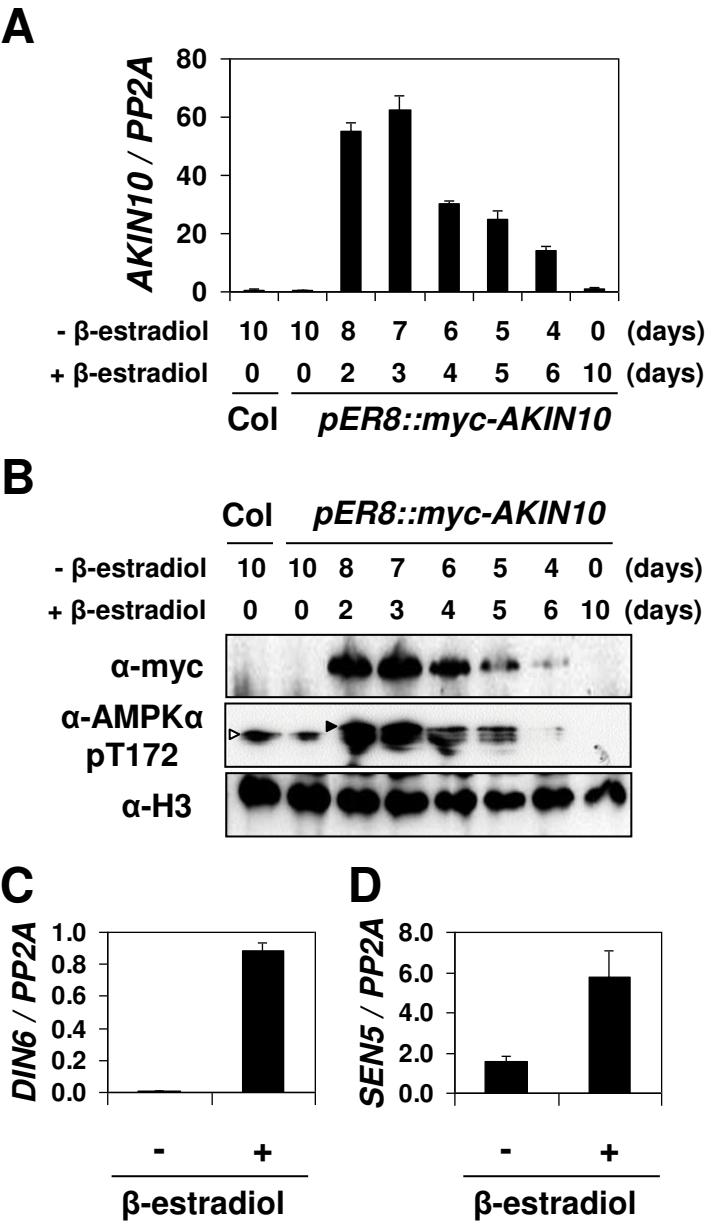 A
AKIN10 / PP2A
80
60
40
20
0
- β-estradiol 10 10 8 7 6 5 4 0 (days)
+ β-estradiol 0 0 2 3 4 5 6 10 (days)
Col pER8::myc-AKIN10
B
Col pER8::myc-AKIN10
- β-estradiol 10 10 8 7 6 5 4 0 (days)
+ β-estradiol 0 0 2 3 4 5 6 10 (days)
α-myc
α-AMPKα
pT172
α-H3
C
DIN6 / PP2A
1.0
0.8
0.6
0.4
0.2
0.0
- +
β-estradiol
D
SEN5 / PP2A
8.0
6.0
4.0
2.0
0.0
- +
β-estradiol